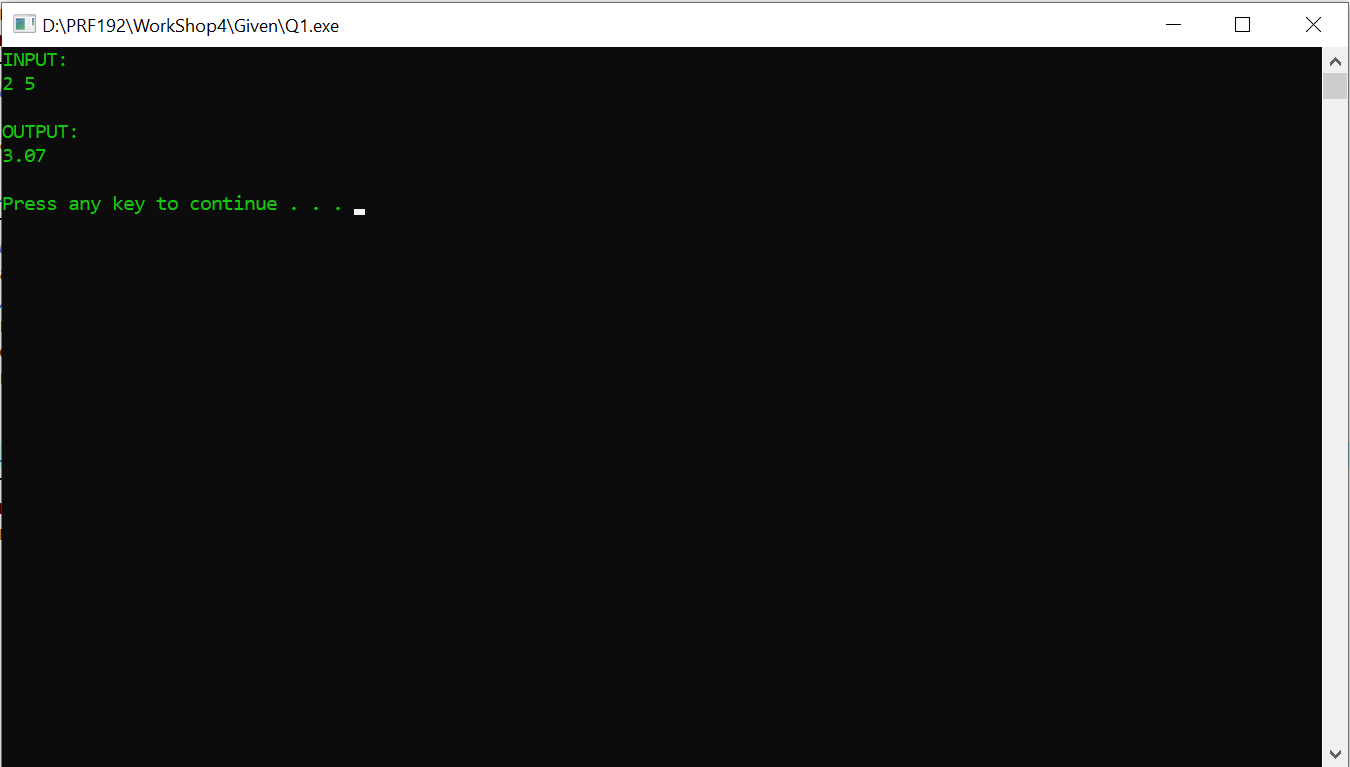 D:\PRF192\WorkShop4\Given\Q1.exe
INPUT:
2 5
OUTPUT:
3.07
Press any key to continue . . .